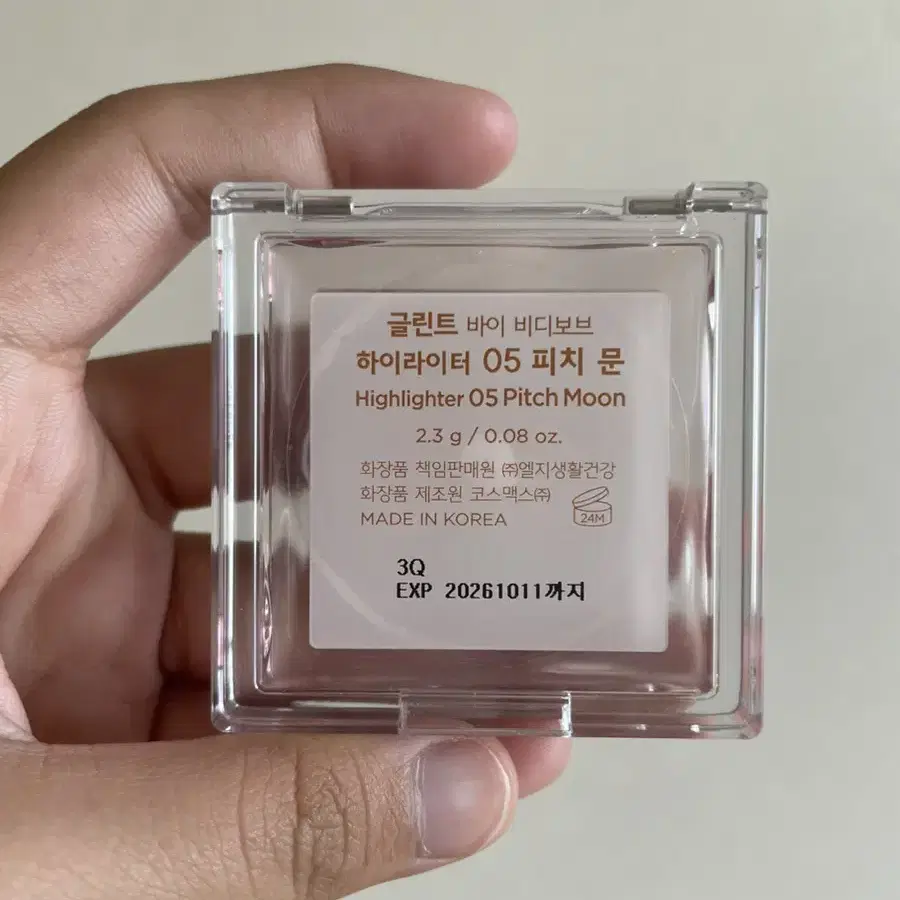 글린트 바이 비디보브
하이라이터 05 피치 문
Highlighter 05 Pitch Moon
2.3 g / 0.08 oz.
화장품 책임판매원 ㈜엘지생활건강
화장품 제조원 코스맥스㈜
MADE IN KOREA
24M
3Q
EXP 20261011까지